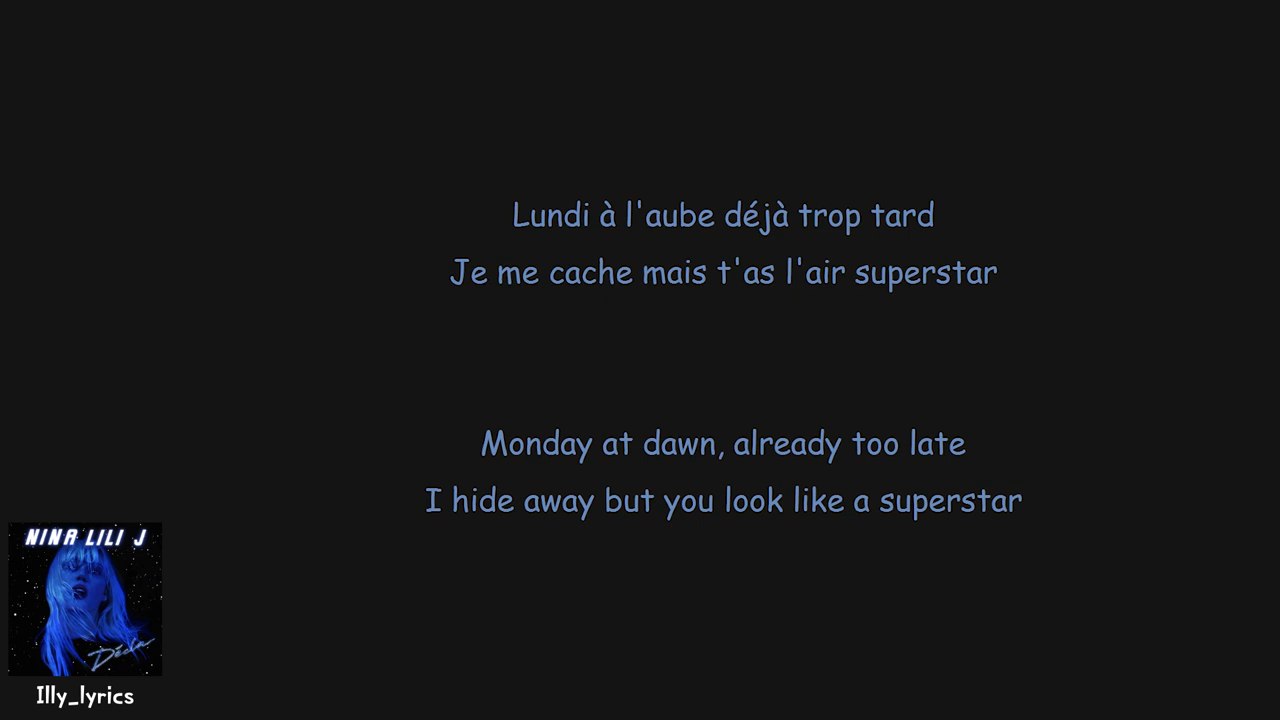 Lundi à l'aube déjà trop tard
Je me cache mais t'as l'air superstar
Monday at dawn, already too late
I hide away but you look like a superstar
NINA LILI J
Décla
Illy_lyrics